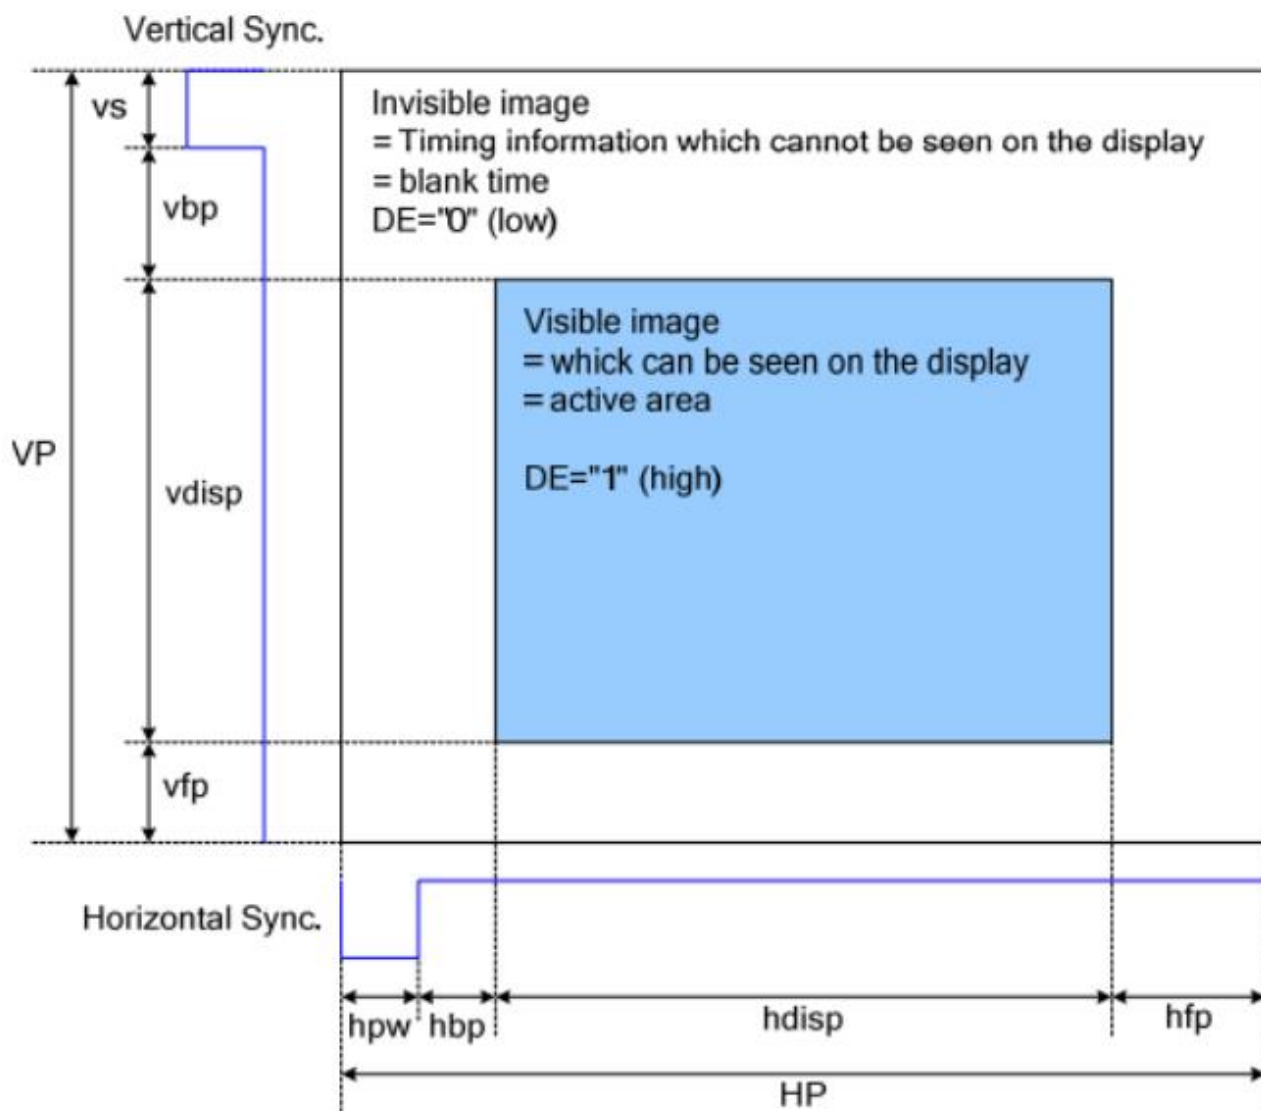 Vertical Sync.
vs
Invisible image
= Timing information which cannot be seen on the display
= blank time
DE="0" (low)
vbp
Visible image
= whick can be seen on the display
= active area
DE="1" (high)
VP
vdisp
vfp
Horizontal Sync.
hpw
hbp
hdisp
hfp
HP